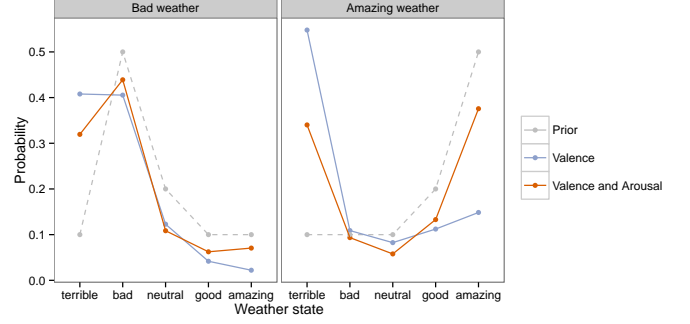 Bad weather
Amazing weather
Probability
0.5
0.4
0.3
0.2
0.1
0.0
terrible bad neutral good amazing
terrible bad neutral good amazing
Weather state
Prior
Valence
Valence and Arousal